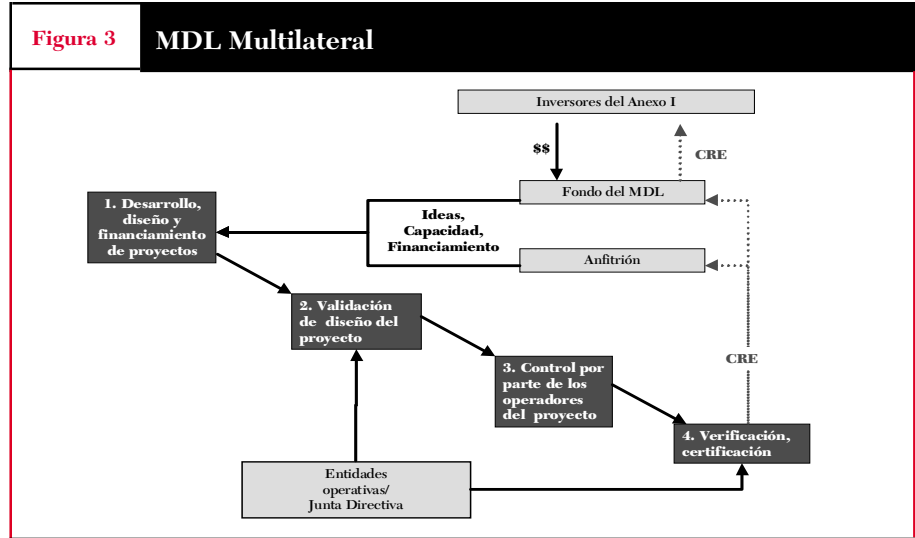 Figura 3
MDL Multilateral
Inversores del Anexo I
$$
CRE
Fondo del MDL
1. Desarrollo,
diseño y
financiamiento
de proyectos
Ideas,
Capacidad,
Financiamiento
Anfitrión
2. Validación
de diseño del
proyecto
CRE
3. Control por
parte de los
operadores
del proyecto
4. Verificación,
certificación
Entidades
operativas/
Junta Directiva